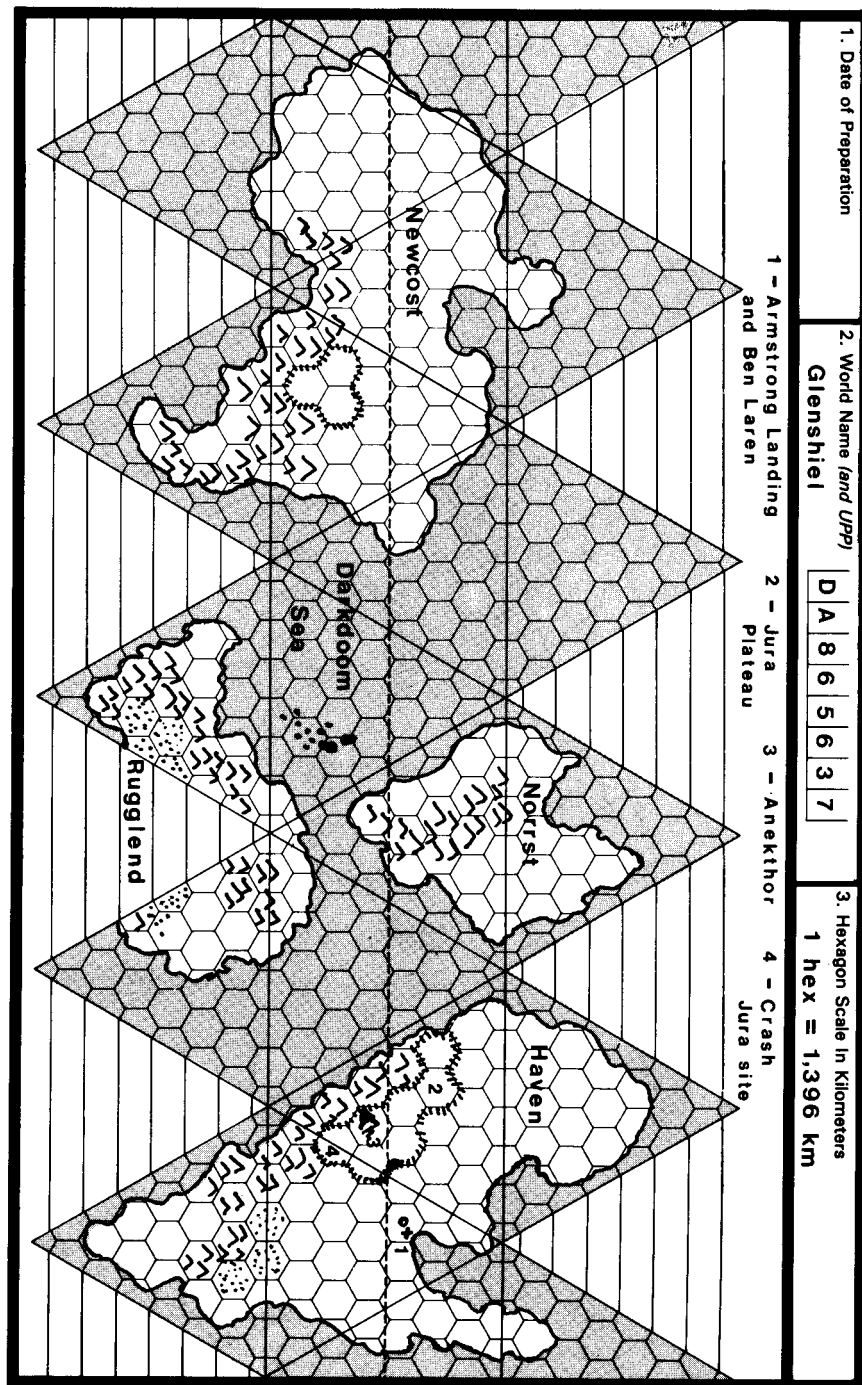 1. Date of Preparation
2. World Name (and UPP)
Glenshiel
D A 8 6 5 6 3 7
3. Hexagon Scale In Kilometers
1 hex = 1,396 km
1 – Armstrong Landing
and Ben Laren
2 – Jura
Plateau
3 – Anekthor
4 – Crash
Jura site
Newcost
Norrst
Haven
Darkdoom
Sea
Rugglend
2
3
4
1